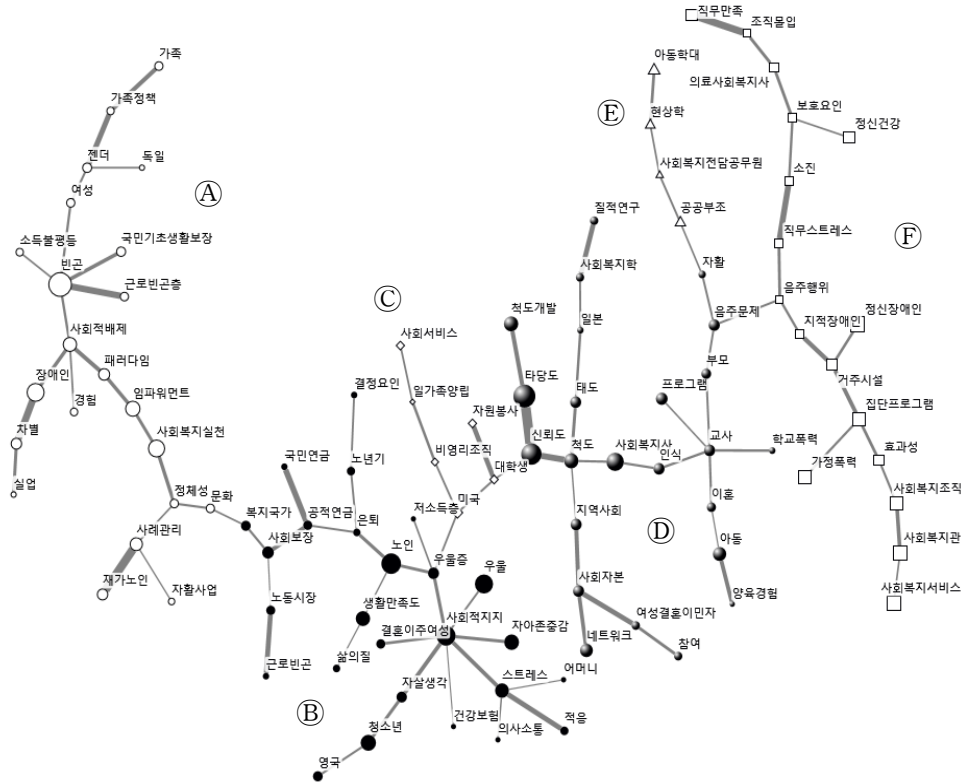 가족
가족정책
젠더
독일
여성
Ⓐ
소득불평등
국민기초생활보장
빈곤
근로빈곤층
사회적배제
패러다임
장애인
경험
임파워먼트
차별
사회복지실천
실업
정체성
문화
사례관리
재가노인
자활사업
복지국가
사회보장
국민연금
공적연금
노동시장
근로빈곤
결정요인
노년기
은퇴
노인
생활만족도
삶의질
저소득층
우울증
우울
사회적지지
결혼이주여성
자아존중감
자살생각
청소년
영국
Ⓑ
건강보험
스트레스
의사소통
어머니
적응
Ⓒ
사회서비스
일가족양립
비영리조직
자원봉사
대학생
미국
척도개발
타당도
신뢰도
질적연구
사회복지학
일본
태도
척도
사회복지사
인식
지역사회
사회자본
네트워크
여성결혼이민자
참여
Ⓓ
프로그램
교사
학교폭력
이혼
아동
양육경험
부모
음주문제
자활
Ⓔ
아동학대
현상학
사회복지전담공무원
공공부조
직무만족
조직몰입
의료사회복지사
보호요인
정신건강
소진
직무스트레스
음주행위
Ⓕ
지적장애인
정신장애인
거주시설
집단프로그램
가정폭력
효과성
사회복지조직
사회복지관
사회복지서비스